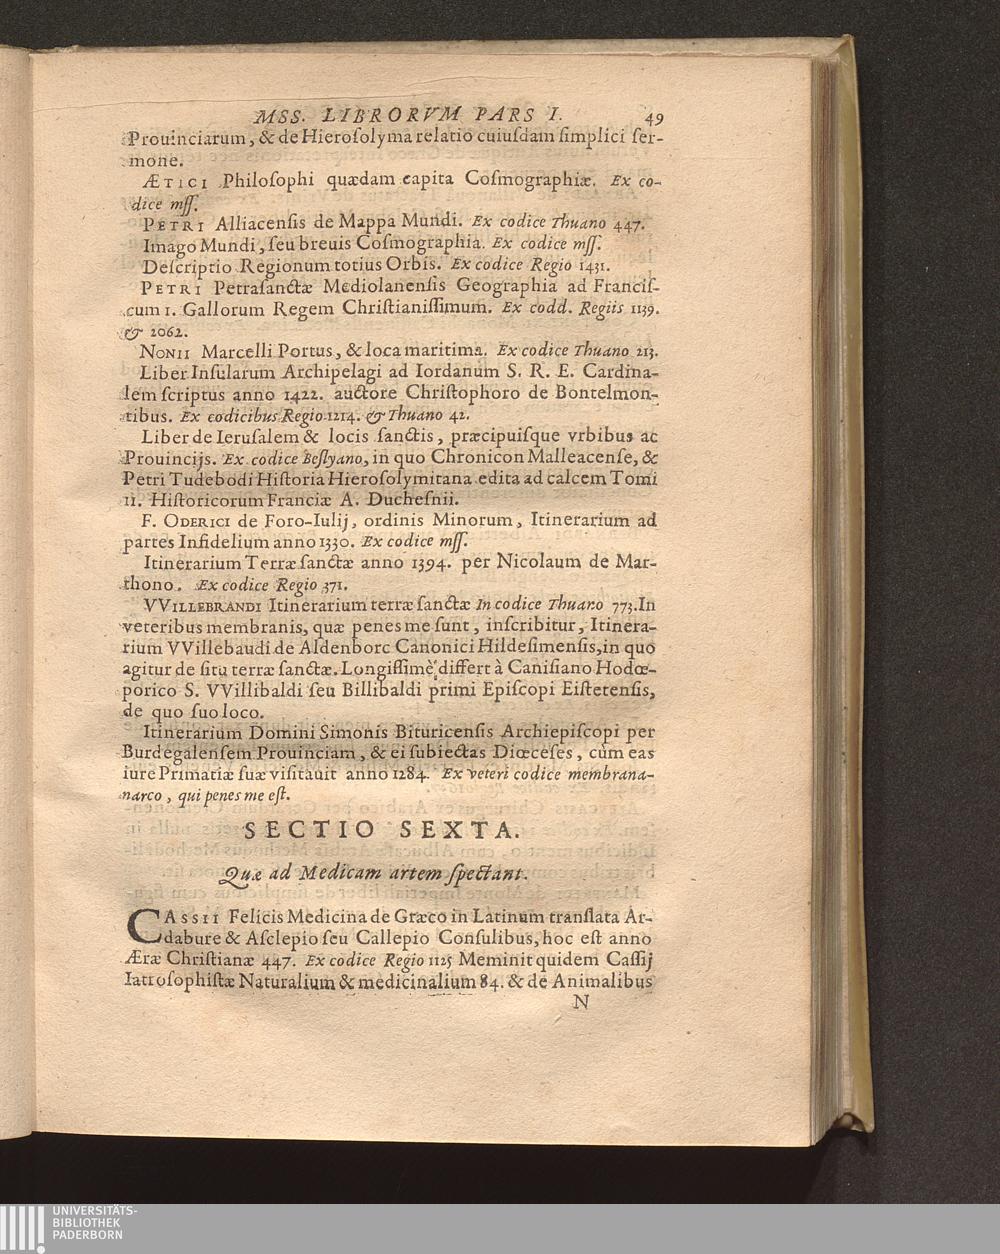 MSS. LIBRORVM PARS I. 49
Prouinciarum, & de Hierosolyma relatio cuiusdam simplici ser-
mone.
ÆTICI Philosophi quædam capita Cosmographiæ. Ex co-
dice mss.
PETRI Alliacensis de Mappa Mundi. Ex codice Thuano 447.
Imago Mundi, seu breuis Cosmographia. Ex codice mss.
Descriptio Regionum totius Orbis. Ex codice Regio 1431.
PETRI Petrasanctæ Mediolanensis Geographia ad Francis-
cum 1. Gallorum Regem Christianissimum. Ex codd. Regiis 1139.
& 2062.
NONII Marcelli Portus, & loca maritima. Ex codice Thuano 213.
Liber Insularum Archipelagi ad Iordanum S. R. E. Cardina-
lem scriptus anno 1422. auctore Christophoro de Bontelmon-
tibus. Ex codicibus Regio 1214. & Thuano 42.
Liber de Ierusalem & locis sanctis, præcipuisque vrbibus ac
Prouincijs. Ex codice Beslyano, in quo Chronicon Malleacense, &
Petri Tudebodi Historia Hierosolymitana edita ad calcem Tomi
11. Historicorum Franciæ A. Duchesnii.
F. ODERICI de Foro-Iulij, ordinis Minorum, Itinerarium ad
partes Infidelium anno 1330. Ex codice mss.
Itinerarium Terræ sanctæ anno 1394. per Nicolaum de Mar-
thono. Ex codice Regio 371.
VVILLEBRANDI Itinerarium terræ sanctæ In codice Thuano 773. In
veteribus membranis, quæ penes me sunt, inscribitur, Itinera-
rium VVillebaudi de Aldenborc Canonici Hildesimensis, in quo
agitur de situ terræ sanctæ. Longissimè differt à Canisiano Hodœ-
porico S. VVillibaldi seu Billibaldi primi Episcopi Eistetensis,
de quo suo loco.
Itinerarium Domini Simonis Bituricensis Archiepiscopi per
Burdegalensem Prouinciam, & ei subiectas Diœceses, cùm eas
iure Primatiæ suæ visitauit anno 1284. Ex veteri codice membrana-
narco, qui penes me est.
SECTIO SEXTA.
Quæ ad Medicam artem spectant.
CASSII Felicis Medicina de Græco in Latinum translata Ar-
dabure & Asclepio seu Callepio Consulibus, hoc est anno
Æræ Christianæ 447. Ex codice Regio 1125 Meminit quidem Cassij
Iatrosophistæ Naturalium & medicinalium 84. & de Animalibus
N
UNIVERSITÄTS-
BIBLIOTHEK
PADERBORN